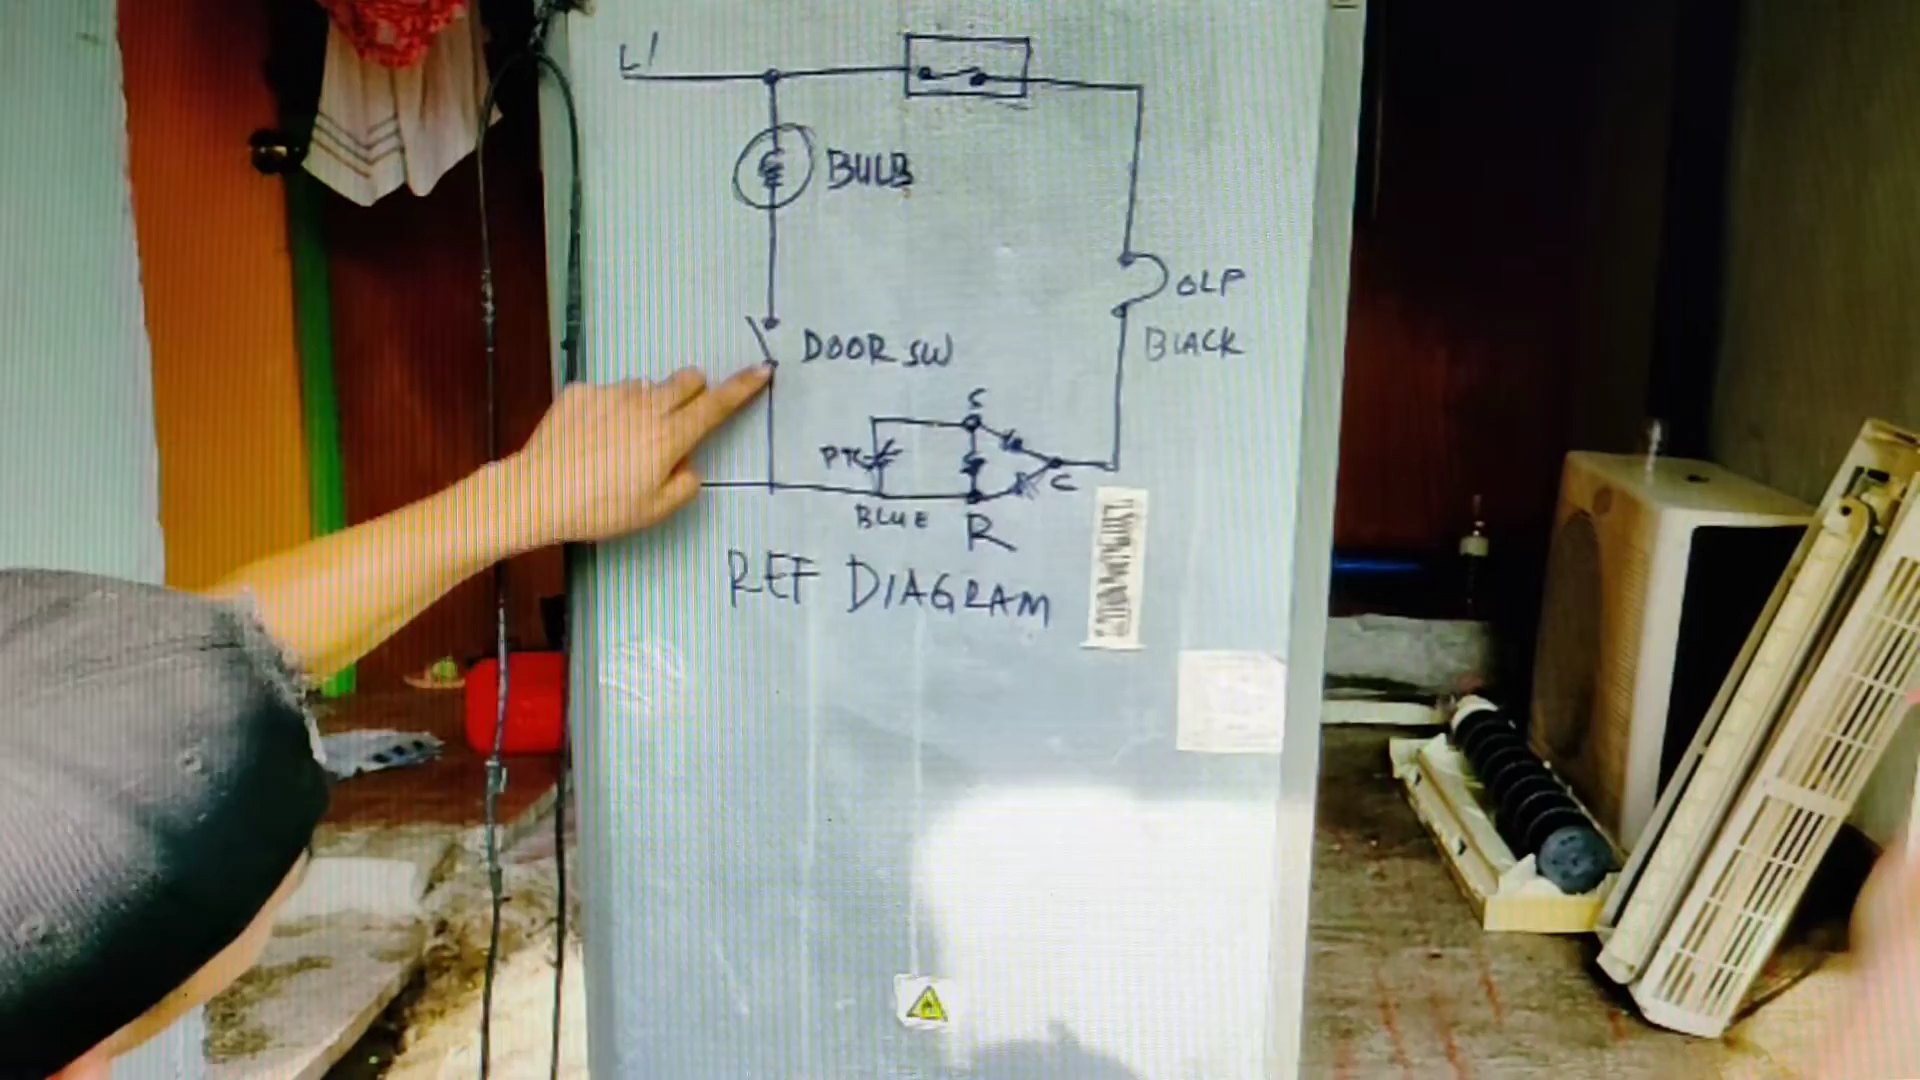 L1
BULB
OLP
DOOR SW
BLACK
S
PTC
C
BLUE
R
REF DIAGRAM